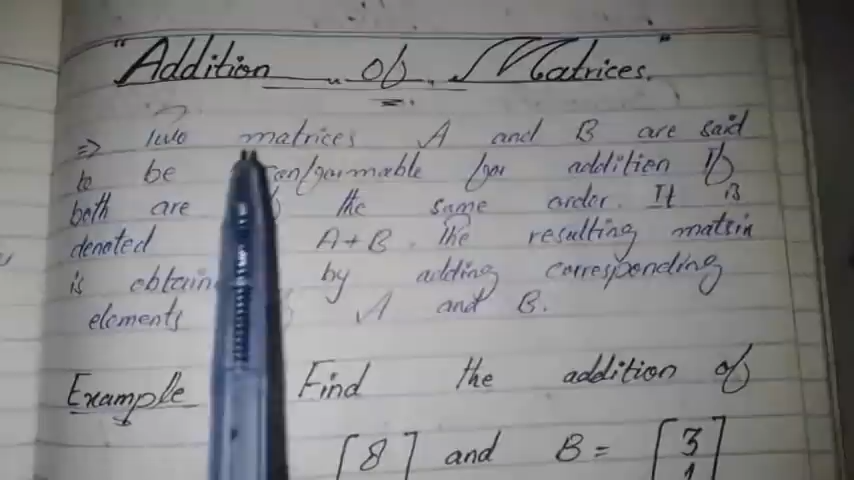 "Addition of Matrices."
=> Two matrices A and B are said
to be conformable for addition If
both are the same order. It is
denoted A+B. the resulting matrix
is obtain by adding corresponding
elements A and B.
Example Find the addition of
[8] and B = [3
1